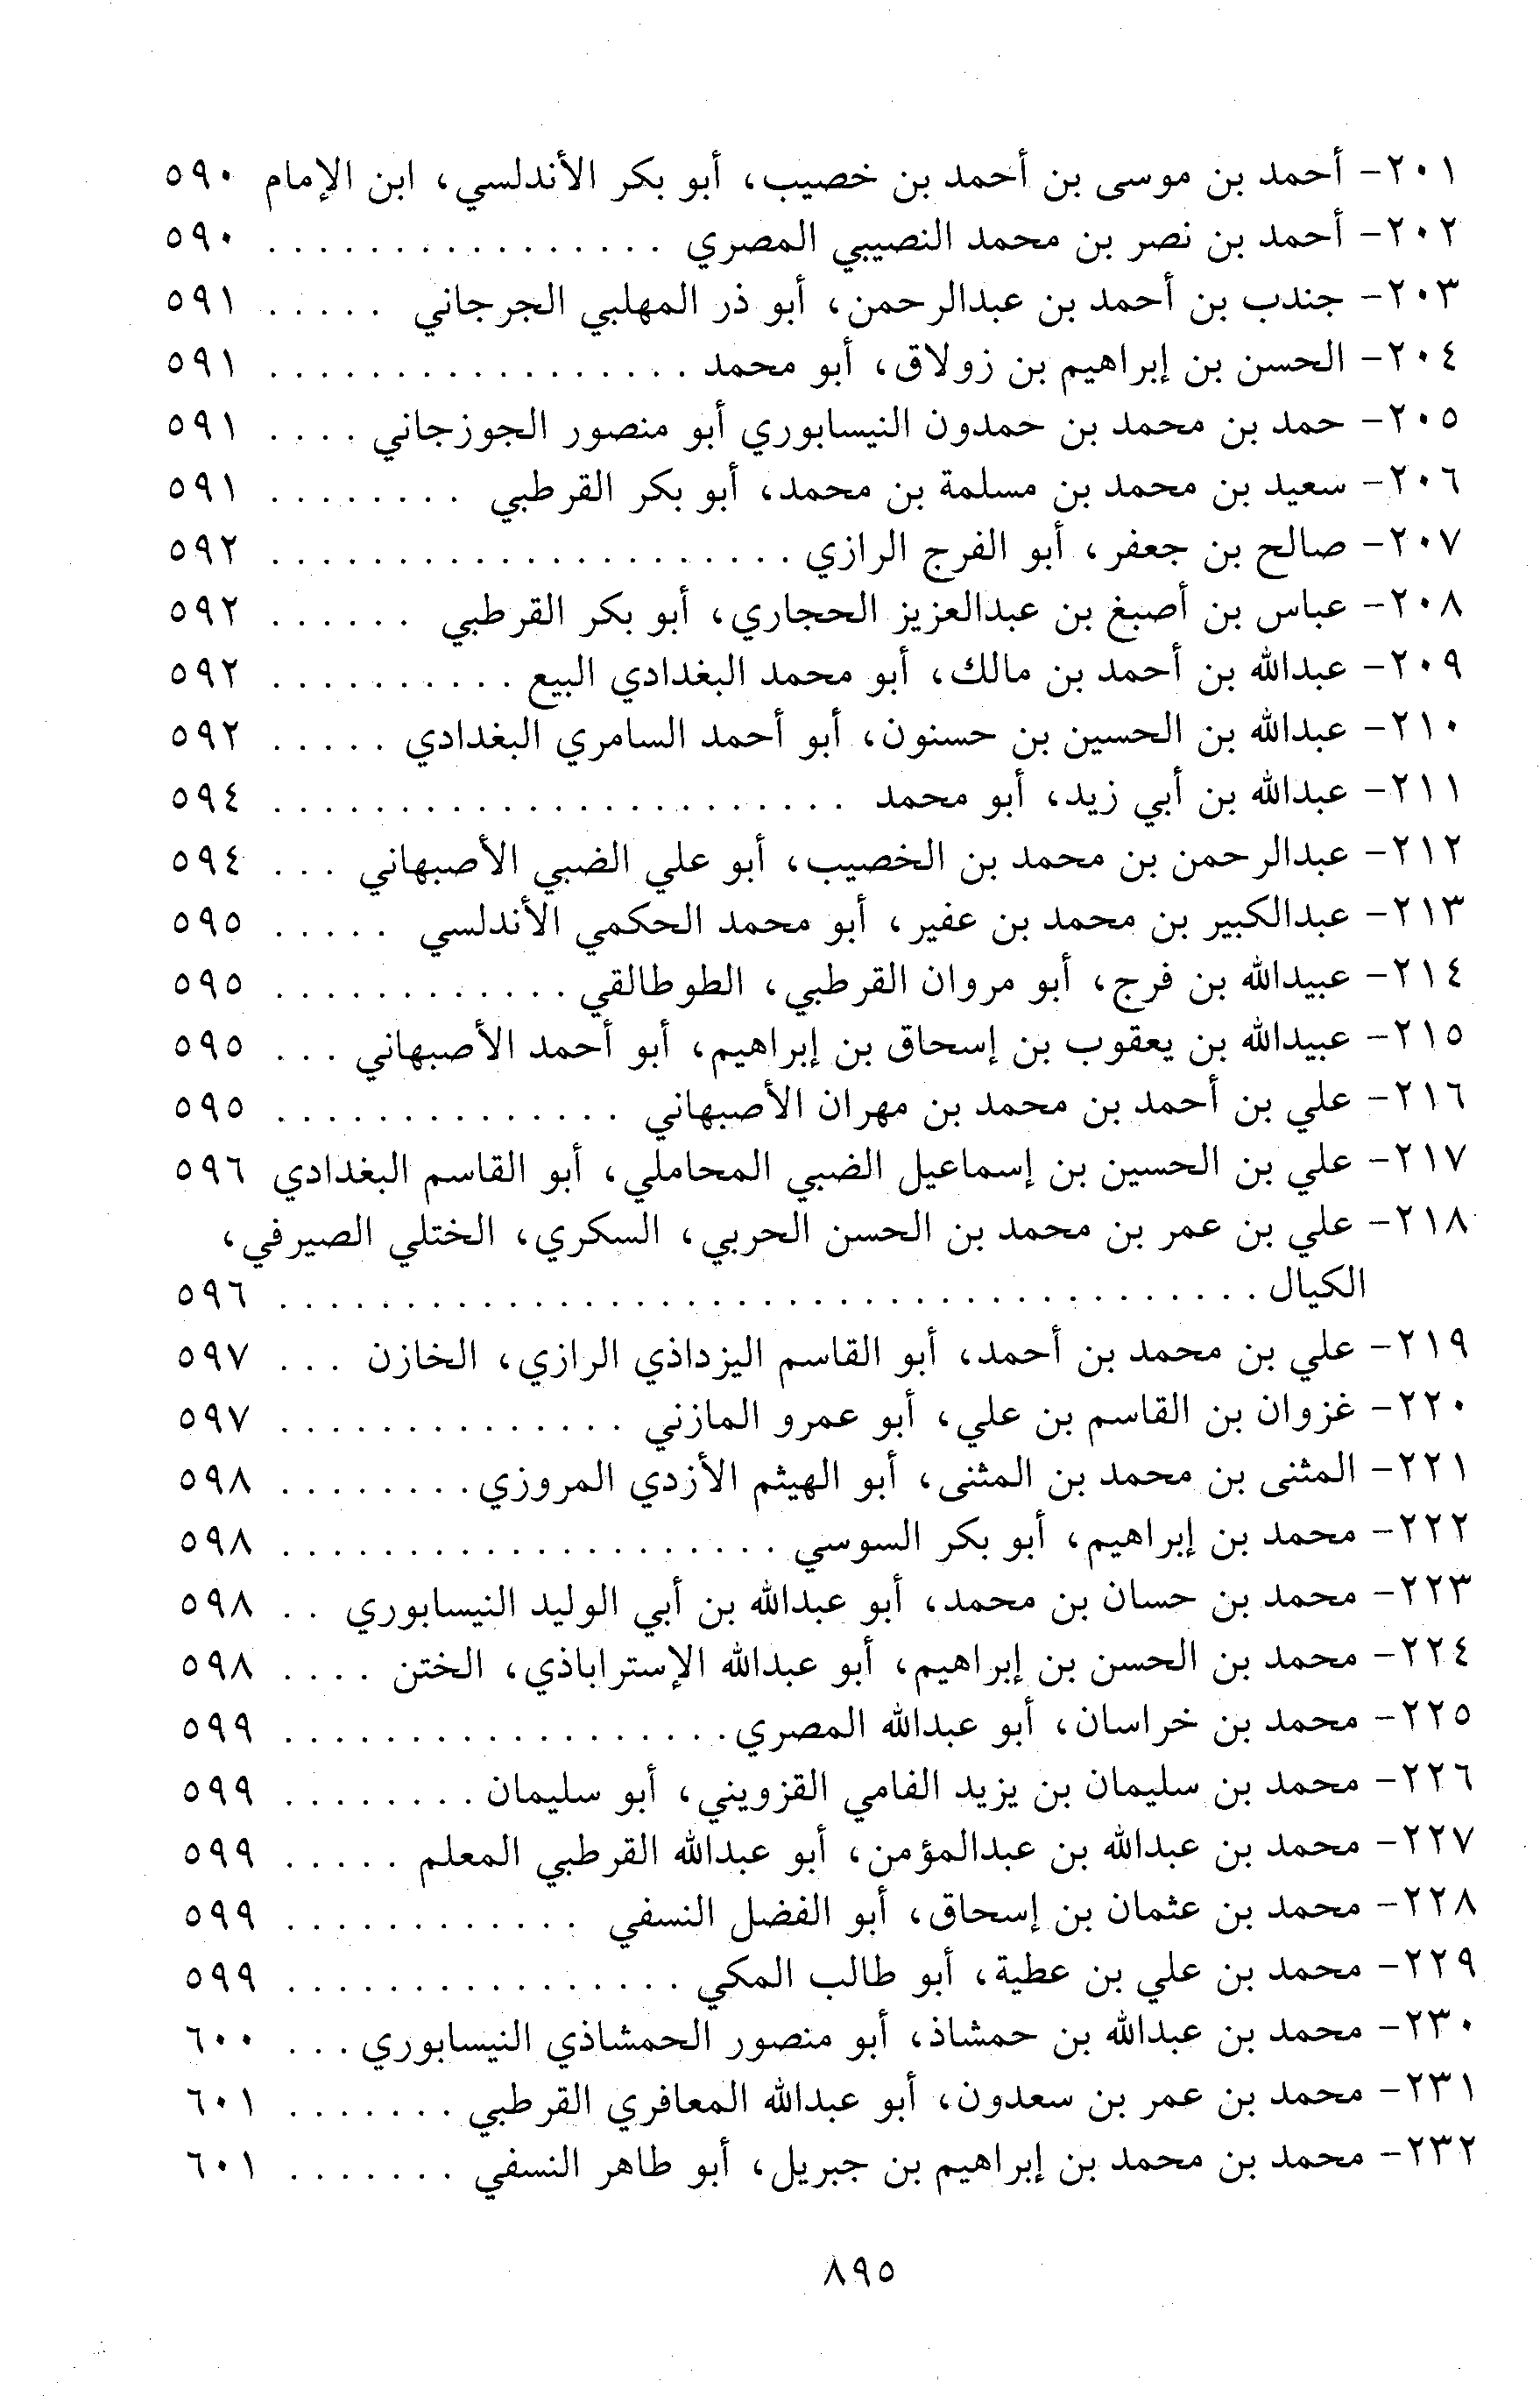 ٢٠١- أحمد بن موسى بن أحمد بن خصيب، أبو بكر الأندلسي، ابن الإمام ٥٩٠
٢٠٢- أحمد بن نصر بن محمد النصيبي المصري . . . . . . . . . . . . . . . . ٥٩٠
٢٠٣- جندب بن أحمد بن عبدالرحمن، أبو ذر المهلبي الجرجاني . . . . . ٥٩١
٢٠٤- الحسن بن إبراهيم بن زولاق، أبو محمد . . . . . . . . . . . . . . . . . ٥٩١
٢٠٥- حمد بن محمد بن حمدون النيسابوري أبو منصور الجوزجاني . . . . ٥٩١
٢٠٦- سعيد بن محمد بن مسلمة بن محمد، أبو بكر القرطبي . . . . . . . . ٥٩١
٢٠٧- صالح بن جعفر، أبو الفرج الرازي . . . . . . . . . . . . . . . . . . . . . ٥٩٢
٢٠٨- عباس بن أصبغ بن عبدالعزيز الحجاري، أبو بكر القرطبي . . . . . . ٥٩٢
٢٠٩- عبدالله بن أحمد بن مالك، أبو محمد البغدادي البيع . . . . . . . . . . ٥٩٢
٢١٠- عبدالله بن الحسين بن حسنون، أبو أحمد السامري البغدادي . . . . . ٥٩٢
٢١١- عبدالله بن أبي زيد، أبو محمد . . . . . . . . . . . . . . . . . . . . . . . ٥٩٤
٢١٢- عبدالرحمن بن محمد بن الخصيب، أبو علي الضبي الأصبهاني . . . ٥٩٤
٢١٣- عبدالكبير بن محمد بن عفير، أبو محمد الحكمي الأندلسي . . . . . ٥٩٥
٢١٤- عبيدالله بن فرج، أبو مروان القرطبي، الطوطالقي . . . . . . . . . . . . ٥٩٥
٢١٥- عبيدالله بن يعقوب بن إسحاق بن إبراهيم، أبو أحمد الأصبهاني . . . ٥٩٥
٢١٦- علي بن أحمد بن محمد بن مهران الأصبهاني . . . . . . . . . . . . . . ٥٩٥
٢١٧- علي بن الحسين بن إسماعيل الضبي المحاملي، أبو القاسم البغدادي ٥٩٦
٢١٨- علي بن عمر بن محمد بن الحسن الحربي، السكري، الختلي الصيرفي،
الكيال . . . . . . . . . . . . . . . . . . . . . . . . . . . . . . . . . . . . . . . ٥٩٦
٢١٩- علي بن محمد بن أحمد، أبو القاسم اليزداذي الرازي، الخازن . . . ٥٩٧
٢٢٠- غزوان بن القاسم بن علي، أبو عمرو المازني . . . . . . . . . . . . . . ٥٩٧
٢٢١- المثنى بن محمد بن المثنى، أبو الهيثم الأزدي المروزي . . . . . . . . ٥٩٨
٢٢٢- محمد بن إبراهيم، أبو بكر السوسي . . . . . . . . . . . . . . . . . . . . ٥٩٨
٢٢٣- محمد بن حسان بن محمد، أبو عبدالله بن أبي الوليد النيسابوري . . ٥٩٨
٢٢٤- محمد بن الحسن بن إبراهيم، أبو عبدالله الإستراباذي، الختن . . . . ٥٩٨
٢٢٥- محمد بن خراسان، أبو عبدالله المصري . . . . . . . . . . . . . . . . . . ٥٩٩
٢٢٦- محمد بن سليمان بن يزيد الفامي القزويني، أبو سليمان . . . . . . . . ٥٩٩
٢٢٧- محمد بن عبدالله بن عبدالمؤمن، أبو عبدالله القرطبي المعلم . . . . . ٥٩٩
٢٢٨- محمد بن عثمان بن إسحاق، أبو الفضل النسفي . . . . . . . . . . . . ٥٩٩
٢٢٩- محمد بن علي بن عطية، أبو طالب المكي . . . . . . . . . . . . . . . . ٥٩٩
٢٣٠- محمد بن عبدالله بن حمشاذ، أبو منصور الحمشاذي النيسابوري . . . ٦٠٠
٢٣١- محمد بن عمر بن سعدون، أبو عبدالله المعافري القرطبي . . . . . . . ٦٠١
٢٣٢- محمد بن محمد بن إبراهيم بن جبريل، أبو طاهر النسفي . . . . . . . ٦٠١
٨٩٥